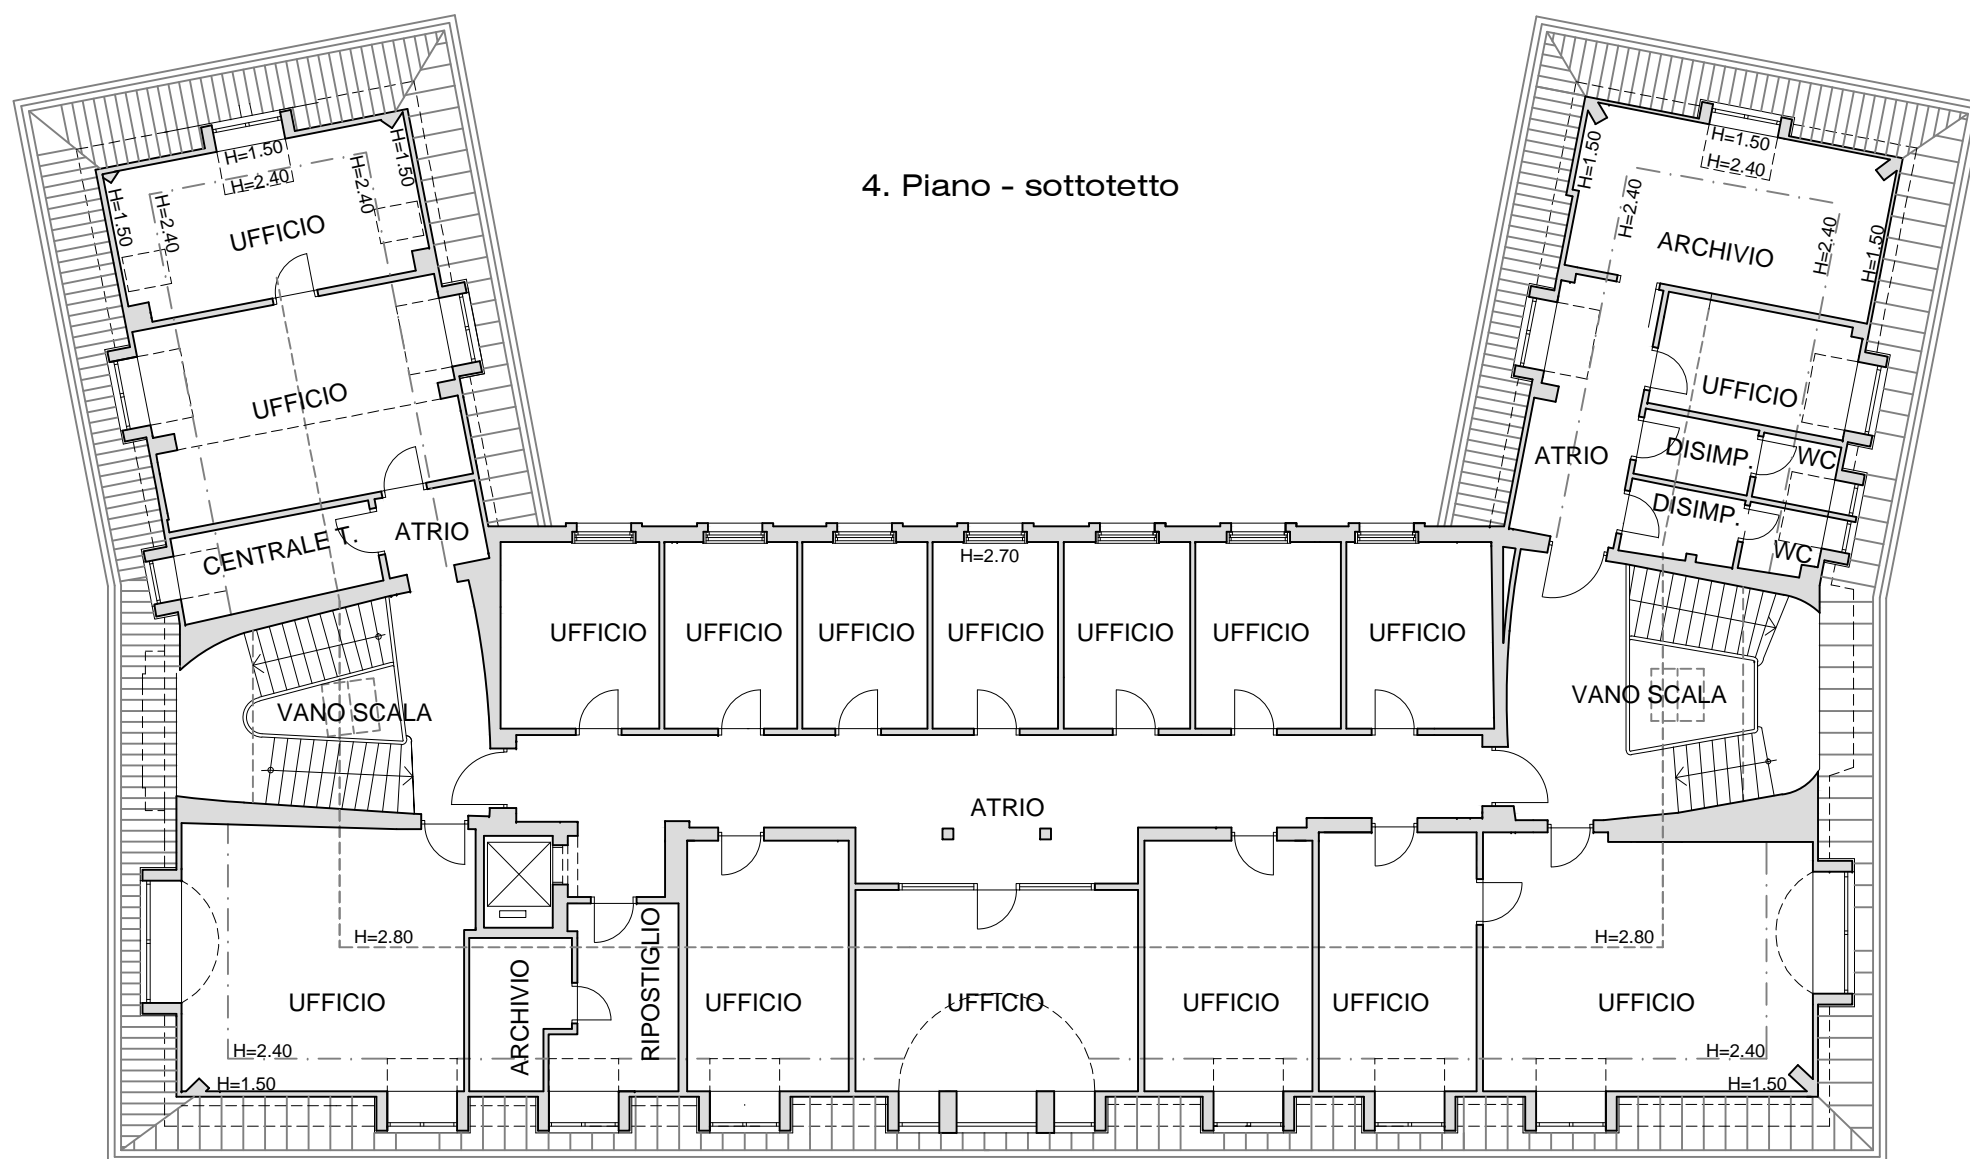 4. Piano - sottotetto
H=1.50
H=2.40
H=1.50
H=2.40
H=1.50
H=2.40
UFFICIO
UFFICIO
CENTRALE T.
ATRIO
VANO SCALA
H=1.50
H=2.40
H=1.50
H=2.40
H=2.40
H=1.50
ARCHIVIO
UFFICIO
ATRIO
DISIMP.
WC
DISIMP.
WC
VANO SCALA
H=2.70
UFFICIO
UFFICIO
UFFICIO
UFFICIO
UFFICIO
UFFICIO
UFFICIO
ATRIO
H=2.80
H=2.80
UFFICIO
ARCHIVIO
RIPOSTIGLIO
UFFICIO
UFFICIO
UFFICIO
UFFICIO
UFFICIO
H=2.40
H=2.40
H=1.50
H=1.50